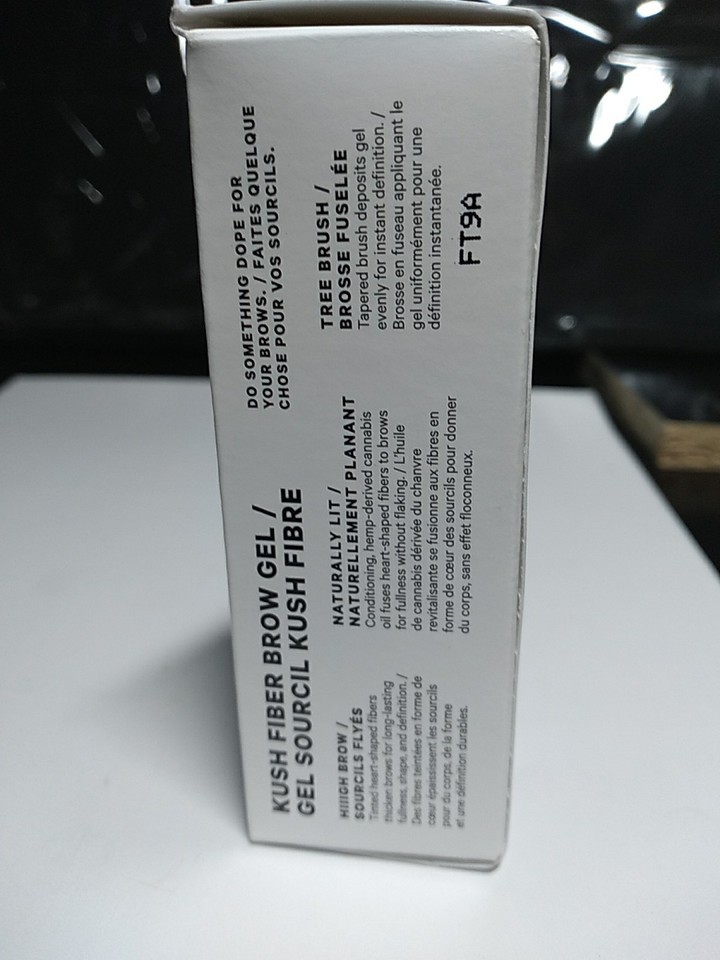 KUSH FIBER BROW GEL /
GEL SOURCIL KUSH FIBRE
DO SOMETHING DOPE FOR
YOUR BROWS. / FAITES QUELQUE
CHOSE POUR VOS SOURCILS.
HIIIGH BROW /
SOURCILS FLYÉS
Tinted heart-shaped fibers
thicken brows for long-lasting
fullness, shape, and definition. /
Des fibres teintées en forme de
cœur épaississent les sourcils
pour du corps, de la forme
et une définition durables.
NATURALLY LIT /
NATURELLEMENT PLANANT
Conditioning, hemp-derived cannabis
oil fuses heart-shaped fibers to brows
for fullness without flaking. / L'huile
de cannabis dérivée du chanvre
revitalisante se fusionne aux fibres en
forme de cœur des sourcils pour donner
du corps, sans effet floconneux.
TREE BRUSH /
BROSSE FUSELÉE
Tapered brush deposits gel
evenly for instant definition. /
Brosse en fuseau appliquant le
gel uniformément pour une
définition instantanée.
FT9A